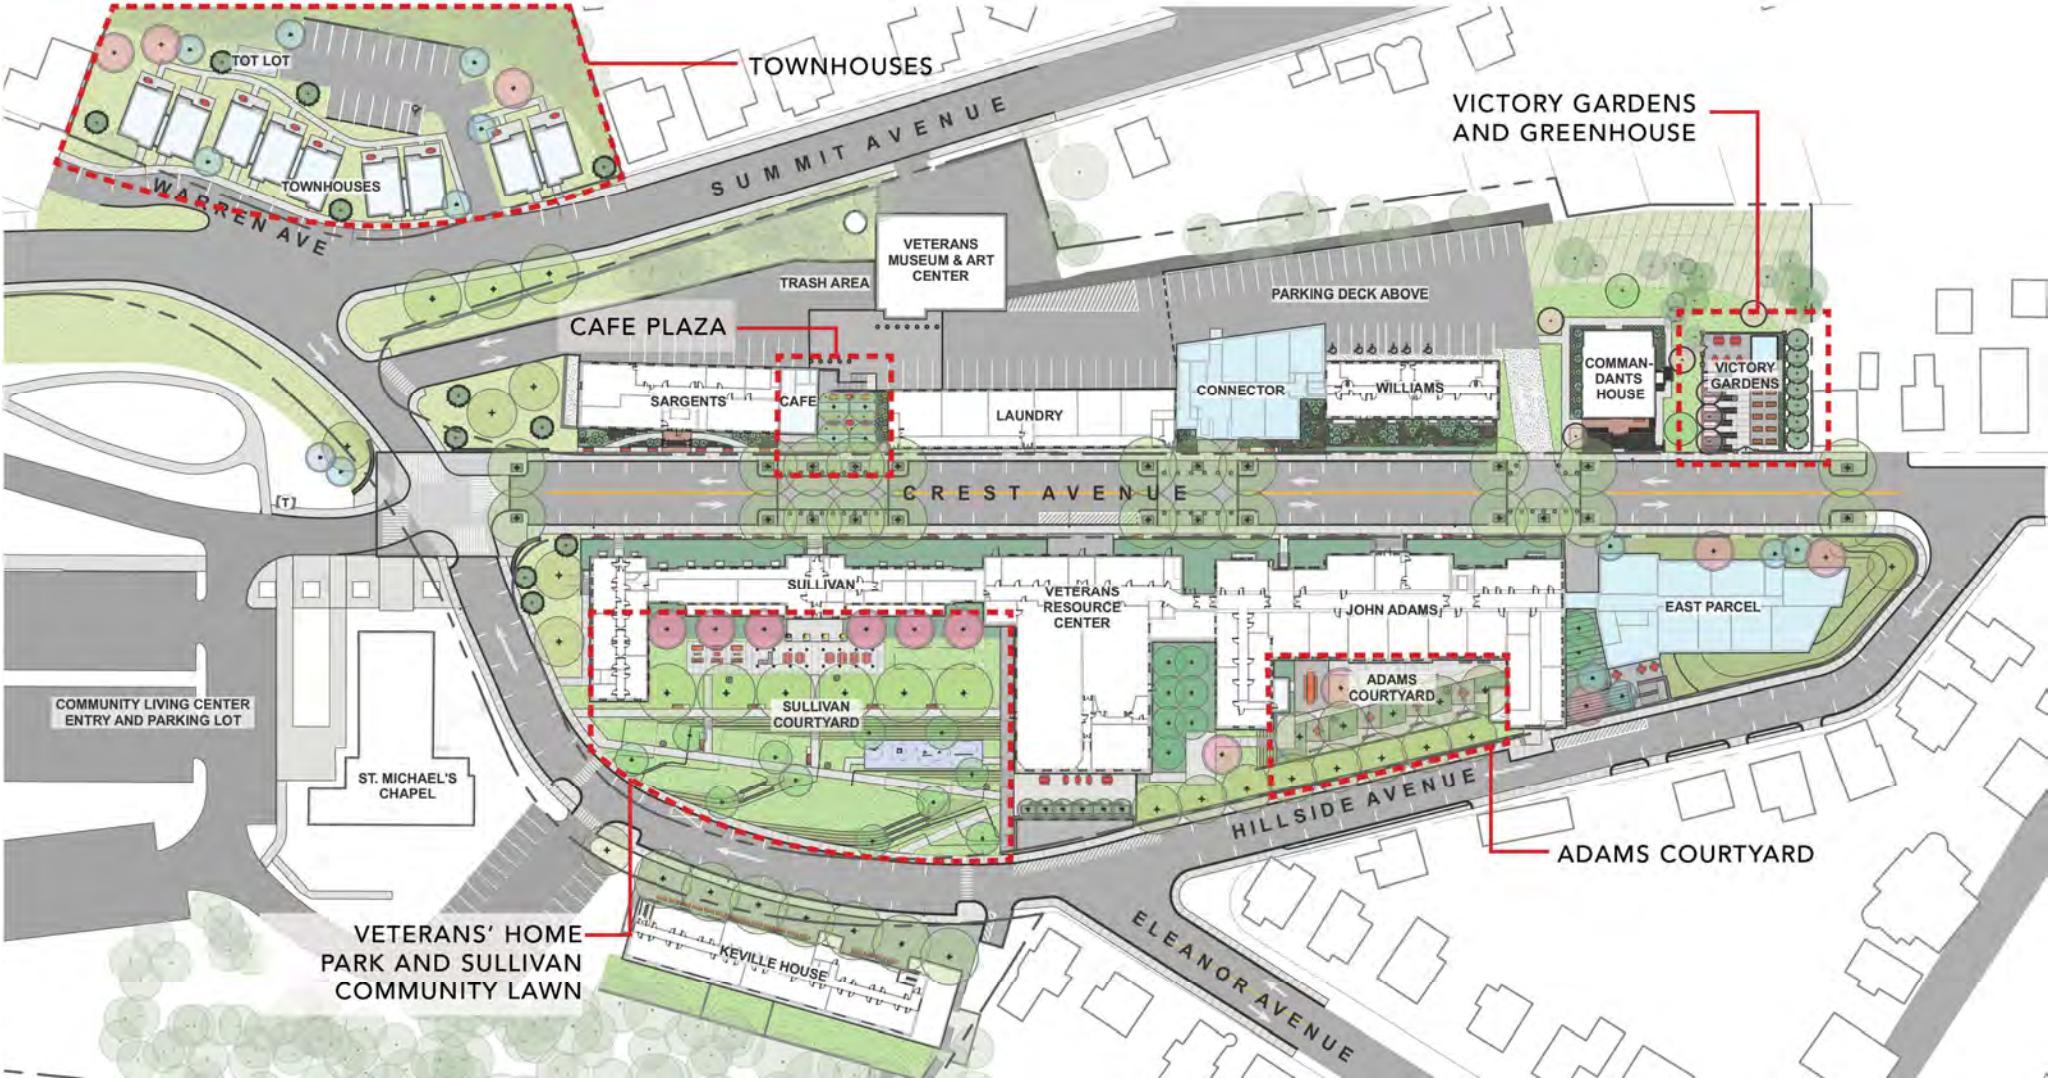 TOT LOT
TOWNHOUSES
TOWNHOUSES
WARREN AVE
SUMMIT AVENUE
VICTORY GARDENS
AND GREENHOUSE
VETERANS
MUSEUM & ART
CENTER
TRASH AREA
PARKING DECK ABOVE
CAFE PLAZA
SARGENTS
CAFE
LAUNDRY
CONNECTOR
WILLIAMS
COMMAN-
DANTS
HOUSE
VICTORY
GARDENS
CREST AVENUE
[T]
SULLIVAN
VETERANS
RESOURCE
CENTER
JOHN ADAMS
EAST PARCEL
SULLIVAN
COURTYARD
ADAMS
COURTYARD
COMMUNITY LIVING CENTER
ENTRY AND PARKING LOT
ST. MICHAEL'S
CHAPEL
HILLSIDE AVENUE
ADAMS COURTYARD
VETERANS' HOME
PARK AND SULLIVAN
COMMUNITY LAWN
KEVILLE HOUSE
ELEANOR AVENUE